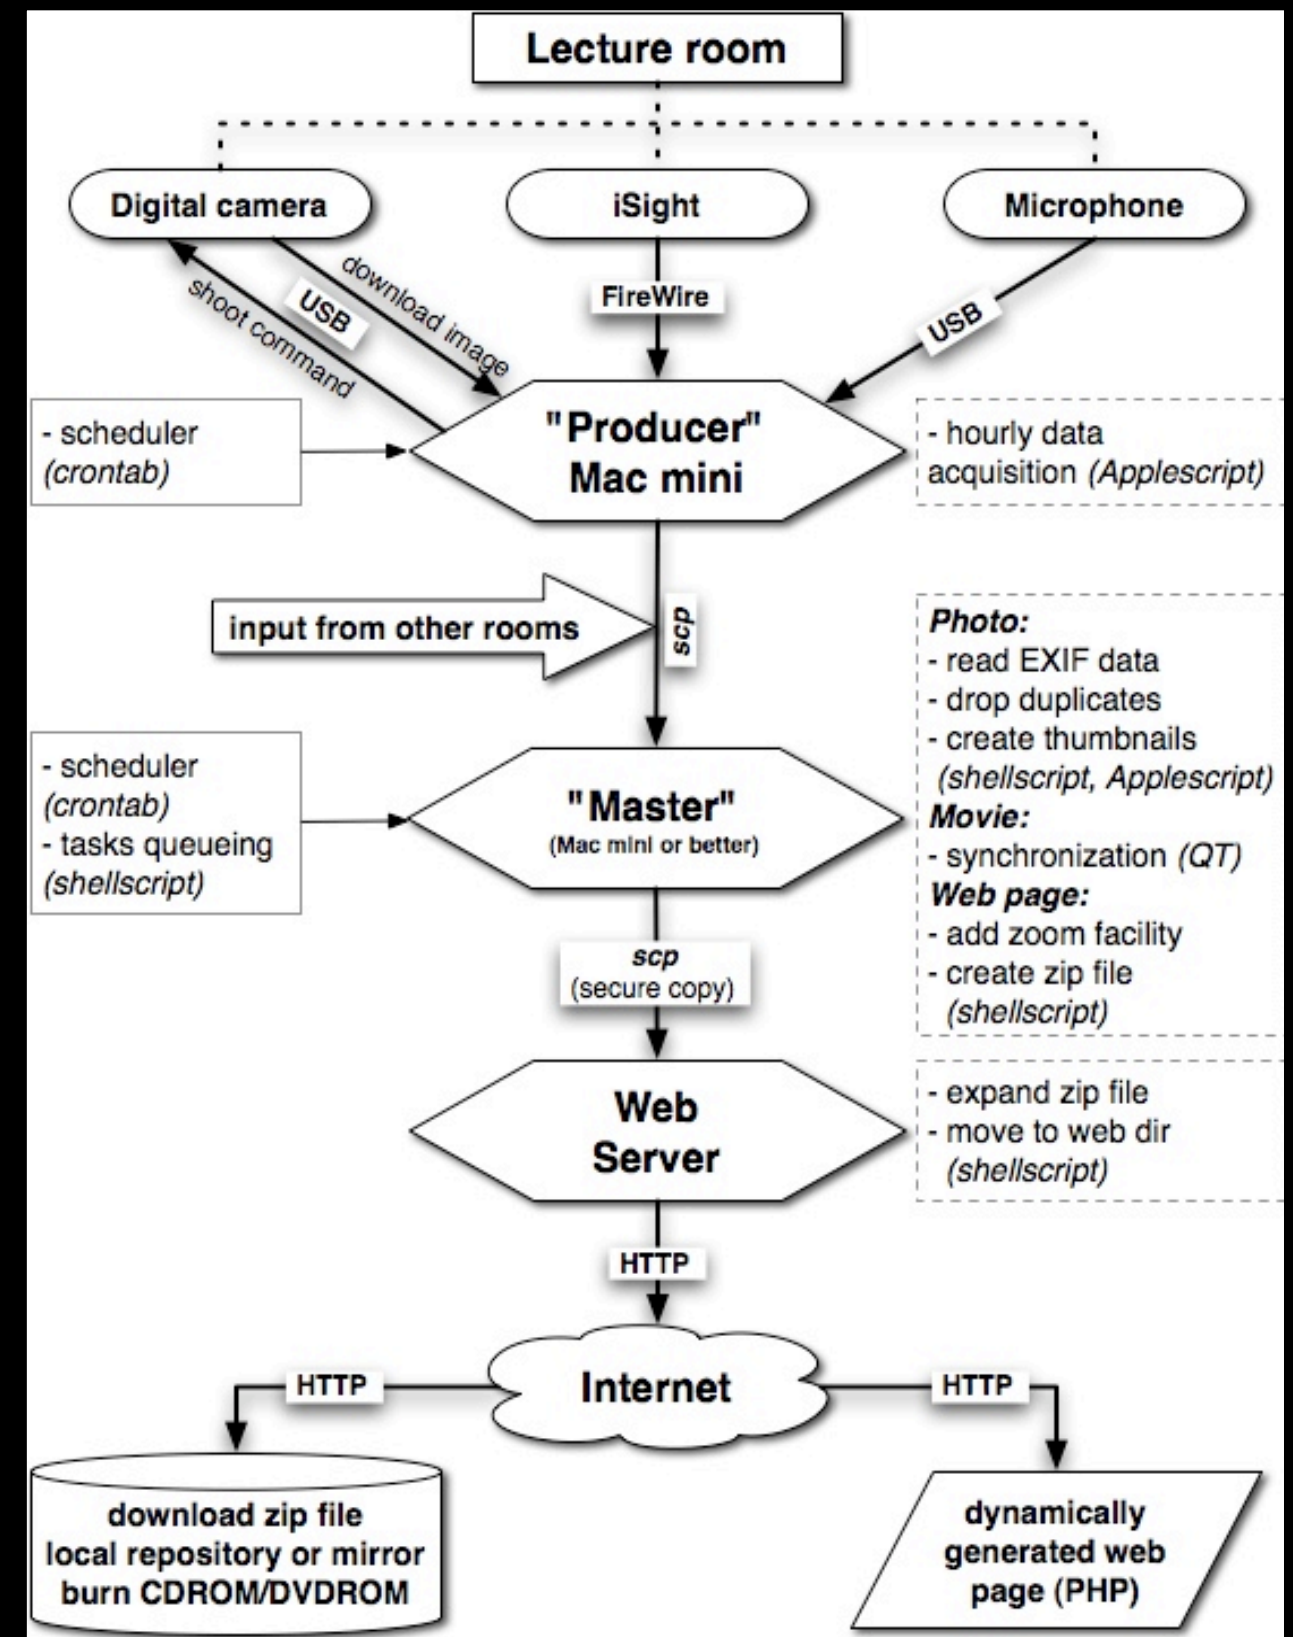 Lecture room
Digital camera
iSight
Microphone
download image
USB
shoot command
FireWire
USB
- scheduler
(crontab)
"Producer"
Mac mini
- hourly data
acquisition (Applescript)
input from other rooms
scp
Photo:
- read EXIF data
- drop duplicates
- create thumbnails
(shellscript, Applescript)
Movie:
- synchronization (QT)
Web page:
- add zoom facility
- create zip file
(shellscript)
- scheduler
(crontab)
- tasks queueing
(shellscript)
"Master"
(Mac mini or better)
scp
(secure copy)
Web
Server
- expand zip file
- move to web dir
(shellscript)
HTTP
Internet
HTTP
HTTP
download zip file
local repository or mirror
burn CDROM/DVDROM
dynamically
generated web
page (PHP)